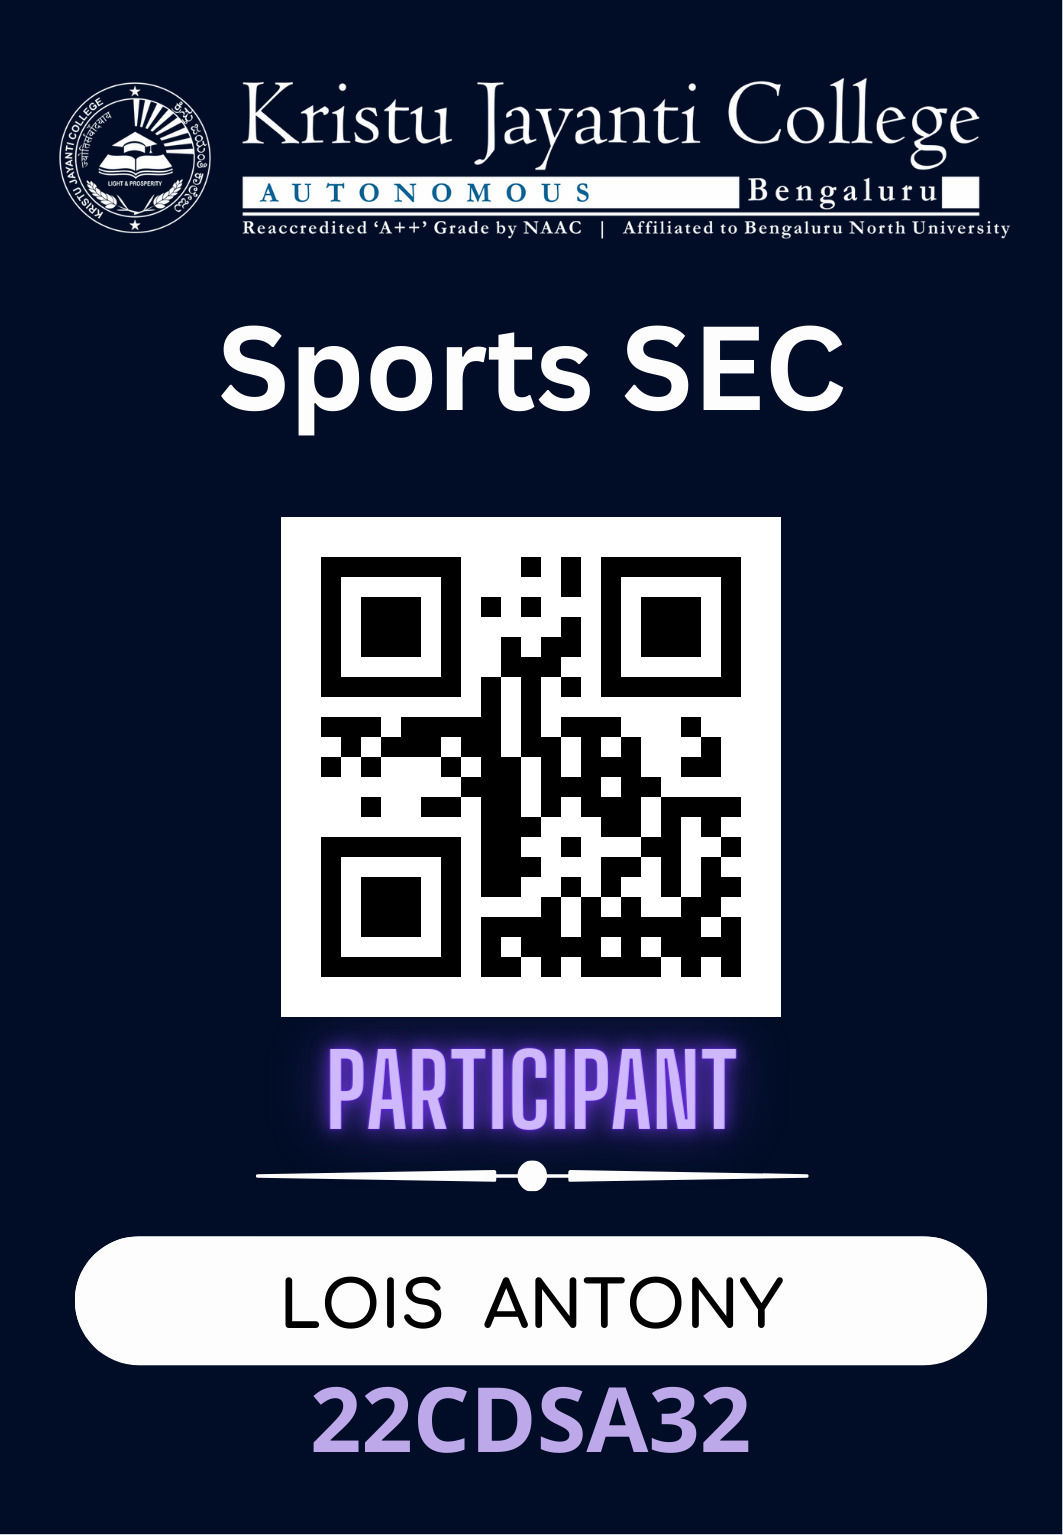 Kristu Jayanti College
AUTONOMOUS Bengaluru
Reaccredited ‘A++’ Grade by NAAC | Affiliated to Bengaluru North University
KRISTU JAYANTI COLLEGE
LIGHT & PROSPERITY
Sports SEC
PARTICIPANT
LOIS ANTONY
22CDSA32